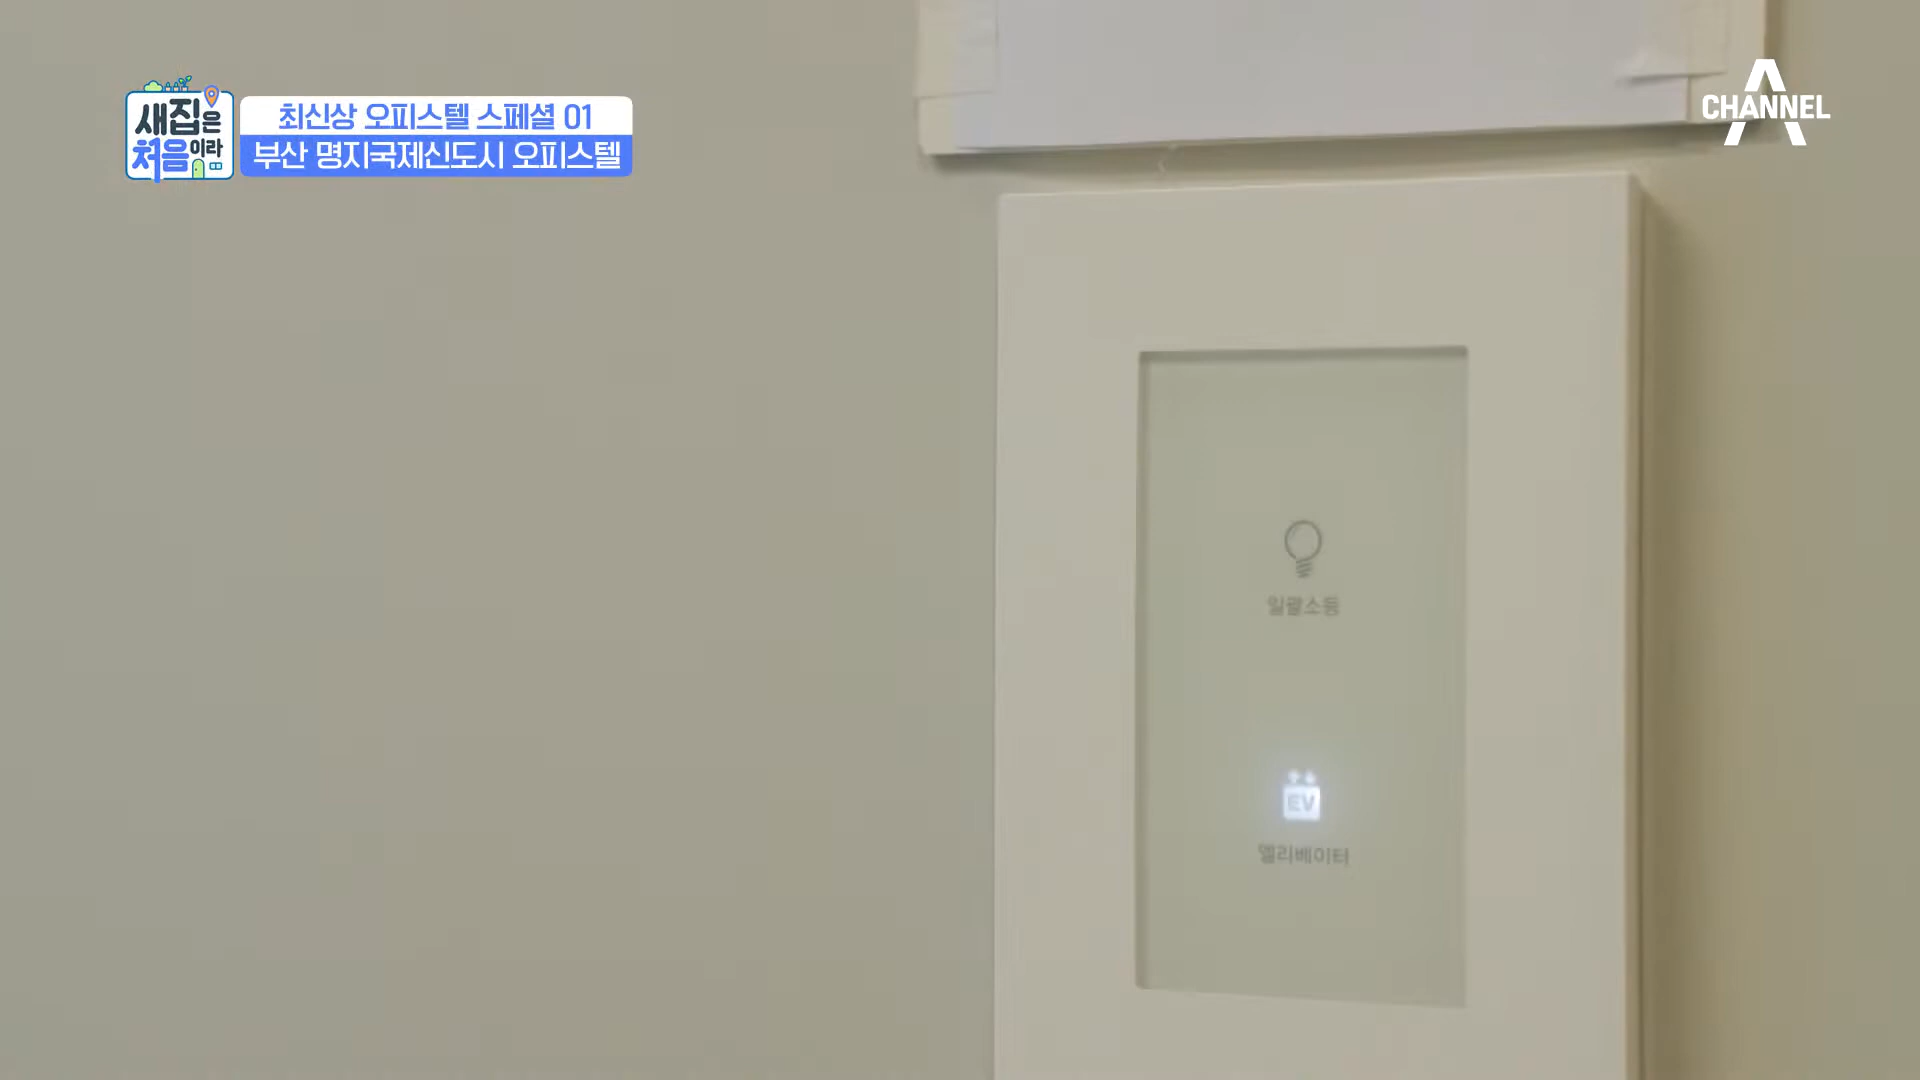 새집은
처음이라
최신상 오피스텔 스페셜 01
부산 명지국제신도시 오피스텔
CHANNEL A
일괄소등
EV
엘리베이터